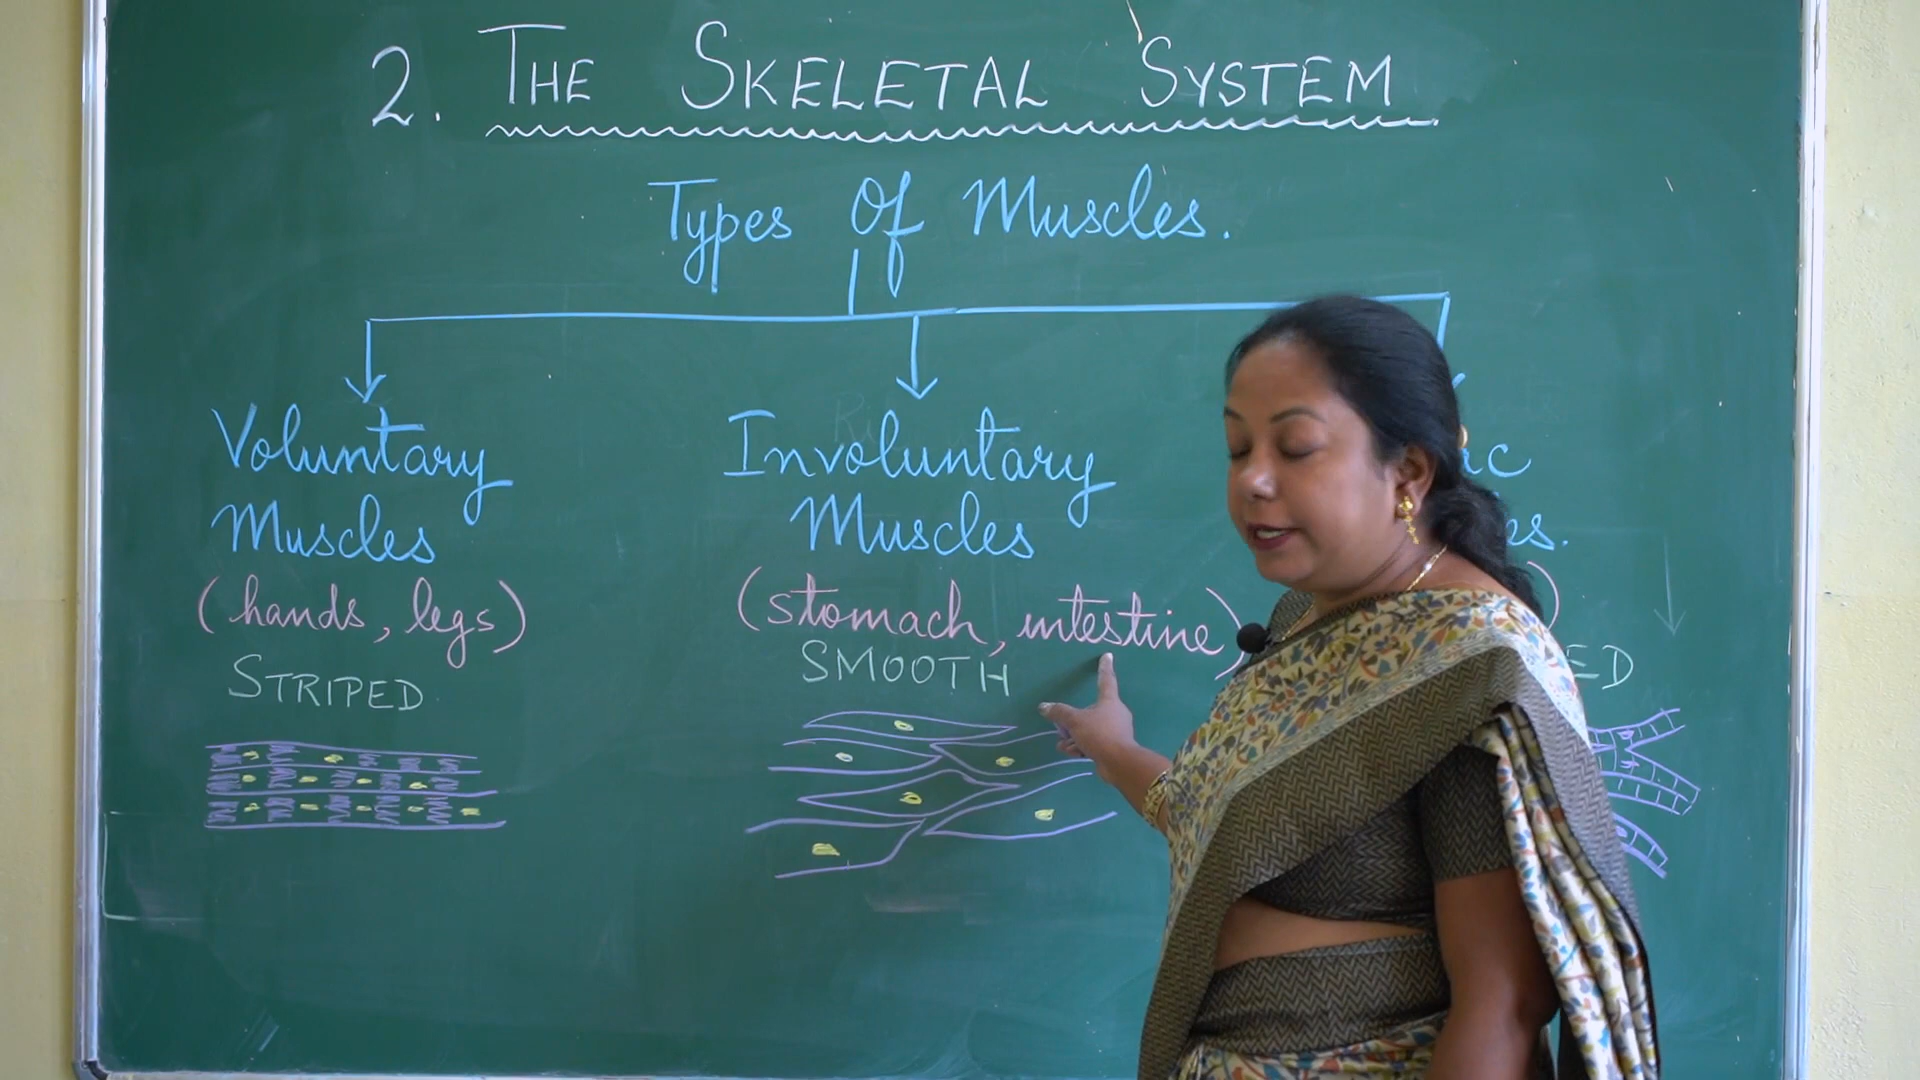 2. THE SKELETAL SYSTEM
Types Of Muscles.
Voluntary
Muscles
(hands, legs)
STRIPED
Involuntary
Muscles
(stomach, intestine)
SMOOTH